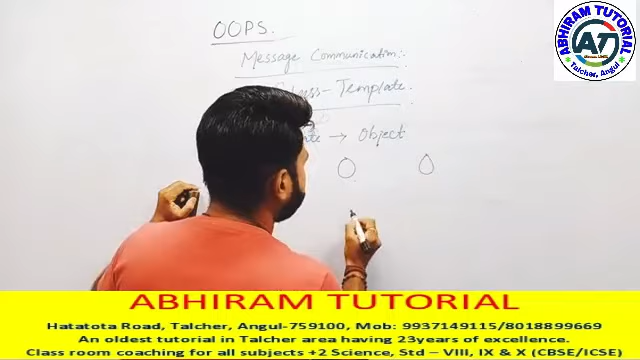 OOPS.
Message Communication:.
Class-Template.
→ Object
ABHIRAM TUTORIAL
AT
Talcher, Angul
ABHIRAM TUTORIAL
Hatatota Road, Talcher, Angul-759100, Mob: 9937149115/8018899669
An oldest tutorial in Talcher area having 23years of excellence.
Class room coaching for all subjects +2 Science, Std – VIII, IX & X (CBSE/ICSE)